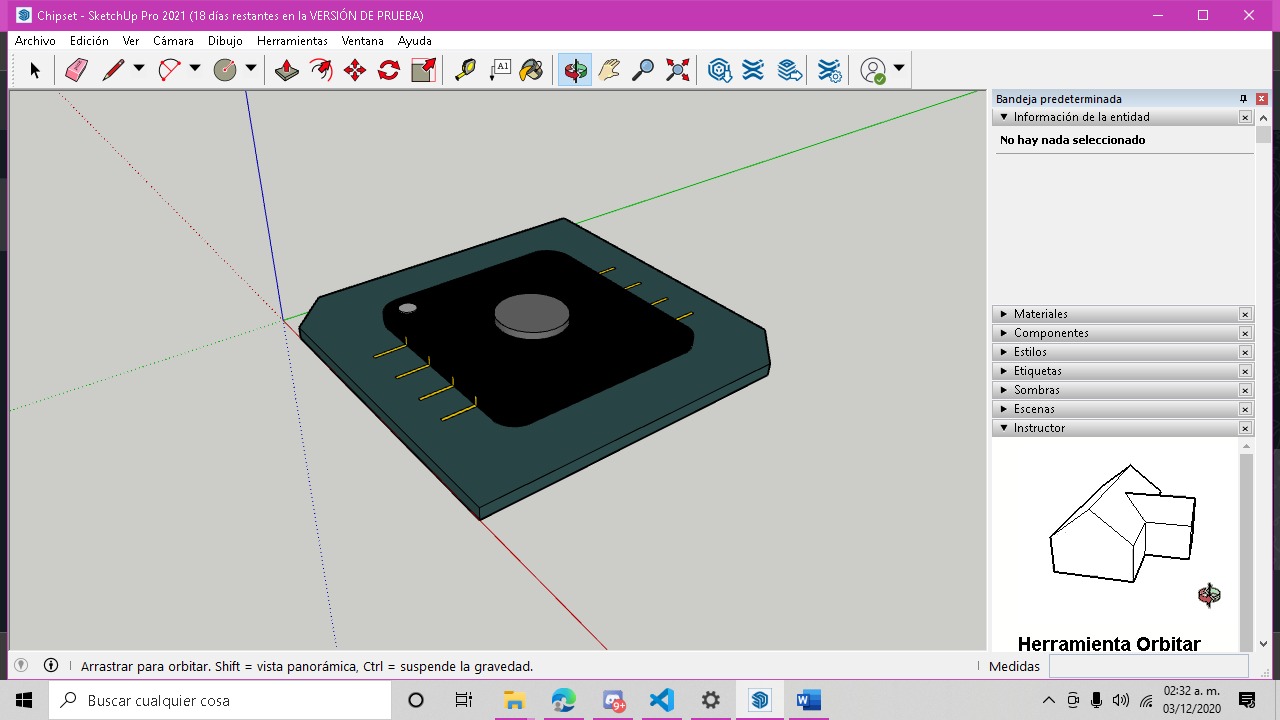 Chipset - SketchUp Pro 2021 (18 días restantes en la VERSIÓN DE PRUEBA)
Archivo Edición Ver Cámara Dibujo Herramientas Ventana Ayuda
A1
Bandeja predeterminada
Información de la entidad
No hay nada seleccionado
Materiales
Componentes
Estilos
Etiquetas
Sombras
Escenas
Instructor
Herramienta Orbitar
Arrastrar para orbitar. Shift = vista panorámica, Ctrl = suspende la gravedad.
Medidas
Buscar cualquier cosa
9+
W
02:32 a. m.
03/12/2020